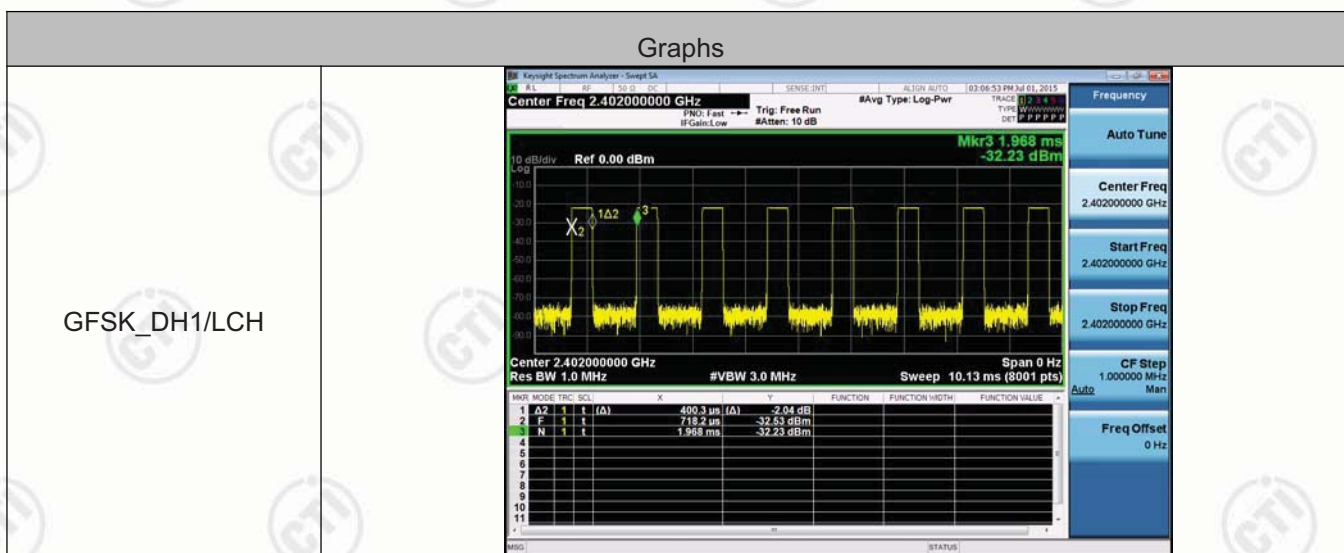 Graphs
GFSK_DH1/LCH
Keysight Spectrum Analyzer - Swept SA
RL RF 50 Ω DC SENSE:INT ALIGN AUTO 03:06:53 PM Jul 01, 2015
Center Freq 2.402000000 GHz
PNO: Fast
IFGain:Low
Trig: Free Run
#Atten: 10 dB
#Avg Type: Log-Pwr
TRACE 1 2 3 4 5 6
TYPE WWWWWW
DET P P P P P P
Mkr3 1.968 ms
-32.23 dBm
10 dB/div Ref 0.00 dBm
Log
-10.0
-20.0
-30.0
-40.0
-50.0
-60.0
-70.0
-80.0
-90.0
X2
1Δ2
3
Center 2.402000000 GHz Span 0 Hz
Res BW 1.0 MHz #VBW 3.0 MHz Sweep 10.13 ms (8001 pts)
MKR MODE TRC SCL X Y FUNCTION FUNCTION WIDTH FUNCTION VALUE
1 Δ2 1 t (Δ) 400.3 µs (Δ) -2.04 dB
2 F 1 t 718.2 µs -32.53 dBm
3 N 1 t 1.968 ms -32.23 dBm
4
5
6
7
8
9
10
11
MSG STATUS
Frequency
Auto Tune
Center Freq
2.402000000 GHz
Start Freq
2.402000000 GHz
Stop Freq
2.402000000 GHz
CF Step
1.000000 MHz
Auto Man
Freq Offset
0 Hz
CTI
CTI
CTI
CTI
CTI
CTI
CTI
CTI